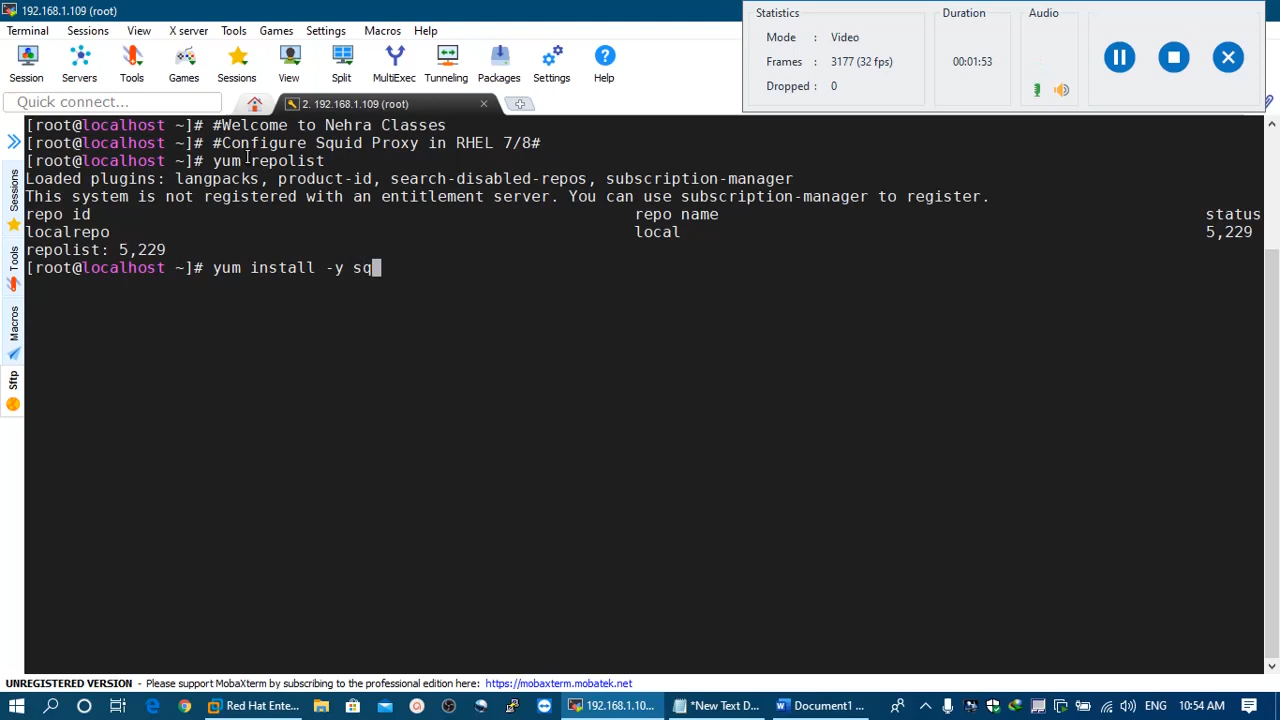 192.168.1.109 (root)
Terminal Sessions View X server Tools Games Settings Macros Help
Session Servers Tools Games Sessions View Split MultiExec Tunneling Packages Settings Help
Quick connect...
2. 192.168.1.109 (root)
Statistics
Mode : Video
Frames : 3177 (32 fps)
Dropped : 0
Duration
00:01:53
Audio
Sessions
Tools
Macros
Sftp
[root@localhost ~]# #Welcome to Nehra Classes
[root@localhost ~]# #Configure Squid Proxy in RHEL 7/8#
[root@localhost ~]# yum repolist
Loaded plugins: langpacks, product-id, search-disabled-repos, subscription-manager
This system is not registered with an entitlement server. You can use subscription-manager to register.
repo id repo name status
localrepo local 5,229
repolist: 5,229
[root@localhost ~]# yum install -y sq
UNREGISTERED VERSION - Please support MobaXterm by subscribing to the professional edition here: https://mobaxterm.mobatek.net
Red Hat Ente... 192.168.1.10... *New Text D... Document1 ... ENG 10:54 AM